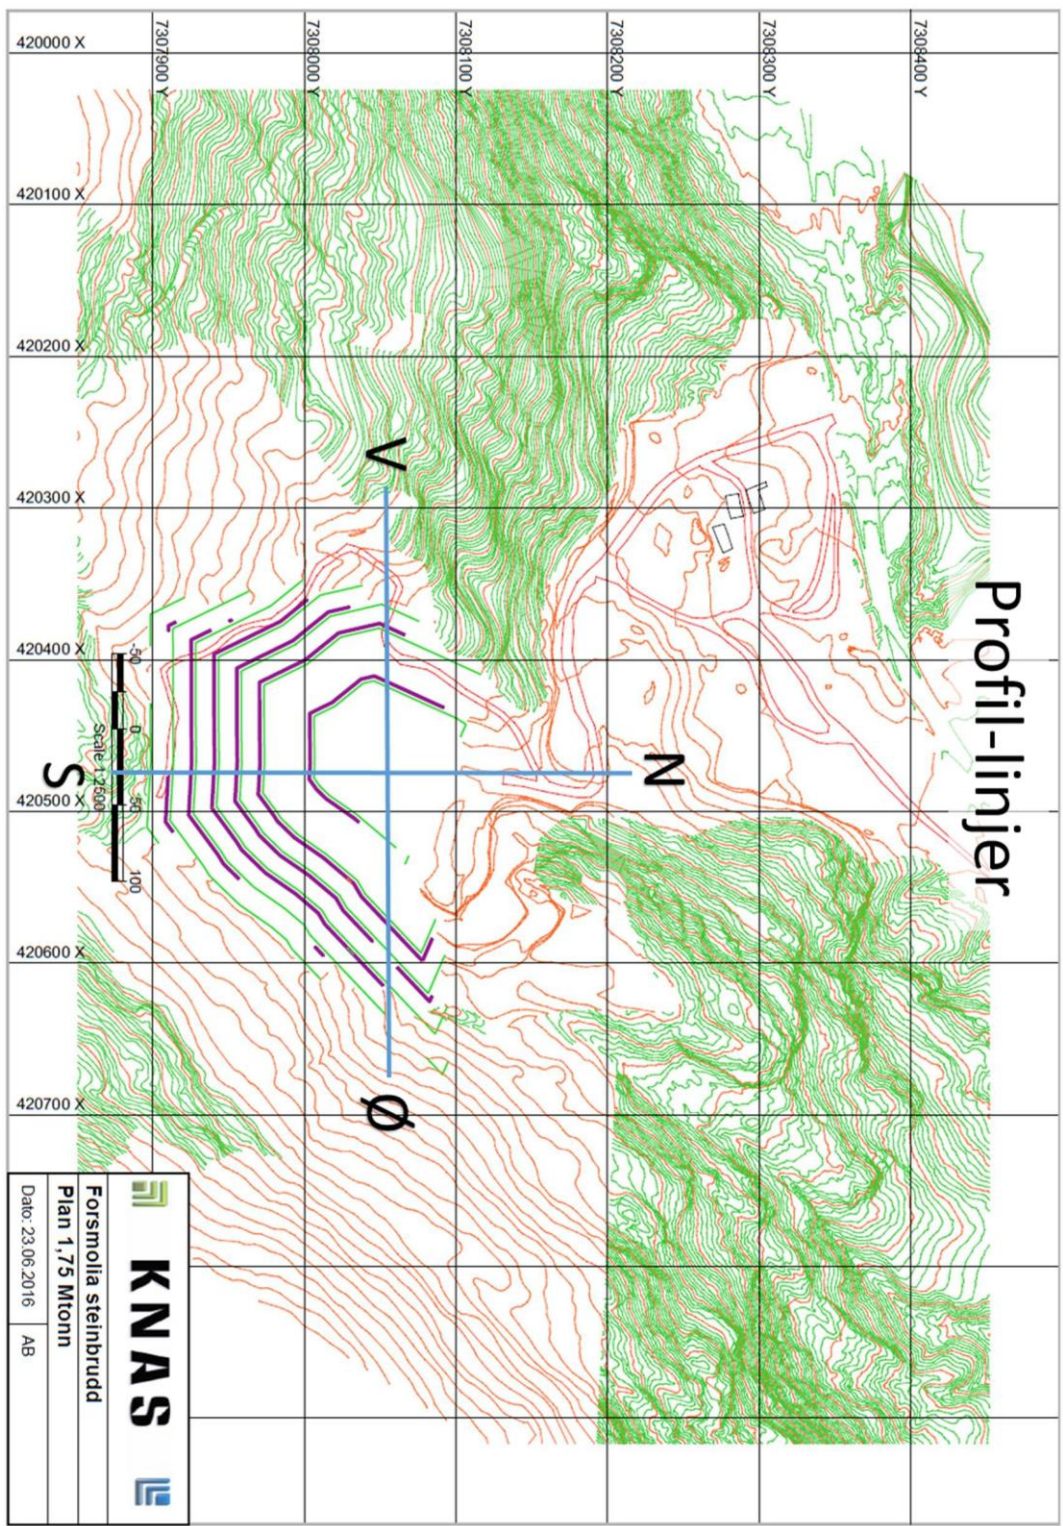 Profil-linjer
7308400 Y
7308300 Y
7308200 Y
7308100 Y
7308000 Y
7307900 Y
420000 X
420100 X
420200 X
420300 X
420400 X
420500 X
420600 X
420700 X
V
N
S
Ø
-50
0
50
100
Scale 1:2500
KNAS
Forsmolia steinbrudd
Plan 1,75 Mtonn
Dato: 23.06.2016
AB